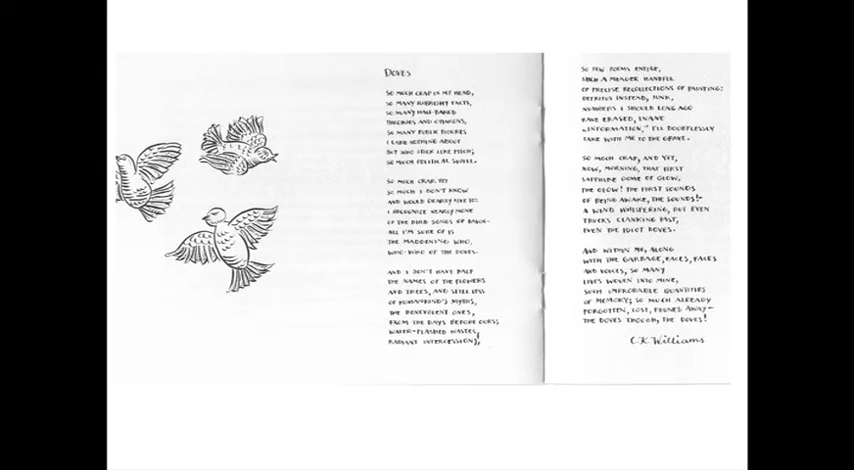 DOVES
SO MUCH CRAP IN MY HEAD,
SO MANY RUBBISHY FACTS,
SO MANY HALF-BAKED
THEORIES AND OPINIONS,
SO MANY PUBLIC FIGURES
I CARE NOTHING ABOUT
BUT WHO STICK LIKE PITCH;
SO MUCH POLITICAL SWILL.
SO MUCH CRAP, YET
SO MUCH I DON'T KNOW
AND WOULD DEARLY LIKE TO:
I RECOGNIZE NEARLY NONE
OF THE BIRD SONGS OF DAWN—
ALL I'M SURE OF IS
THE MADDENING WHO,
WHO-WHO OF THE DOVES.
AND I DON'T HAVE HALF
THE NAMES OF THE FLOWERS
AND TREES, AND STILL LESS
OF HUMANKIND'S MYTHS,
THE BENEVOLENT ONES,
FROM THE DAYS BEFORE OURS;
WATER-PLASHED WASTES,
RADIANT INTERCESSIONS;
SO FEW POEMS ENTIRE,
SUCH A MEAGER HANDFUL
OF PRECISE RECOLLECTIONS OF PAINTING:
DETRITUS INSTEAD, JUNK,
NUMBERS I SHOULD LONG AGO
HAVE ERASED, INANE
"INFORMATION," I'LL DOUBTLESSLY
TAKE WITH ME TO THE GRAVE.
SO MUCH CRAP, AND YET,
NOW, MORNING, THAT FIRST
SAPPHIRE DOME OF GLOW,
THE GLOW! THE FIRST SOUNDS
OF BEING AWAKE, THE SOUNDS!—
A WIND WHISPERING, BUT EVEN
TRUCKS CLANKING PAST,
EVEN THE IDIOT DOVES.
AND WITHIN ME, ALONG
WITH THE GARBAGE, FACES, FACES
AND VOICES, SO MANY
LIVES WOVEN INTO MINE,
SUCH IMPROBABLE QUANTITIES
OF MEMORY; SO MUCH ALREADY
FORGOTTEN, LOST, PRUNED AWAY—
THE DOVES THOUGH, THE DOVES!
C.K. Williams